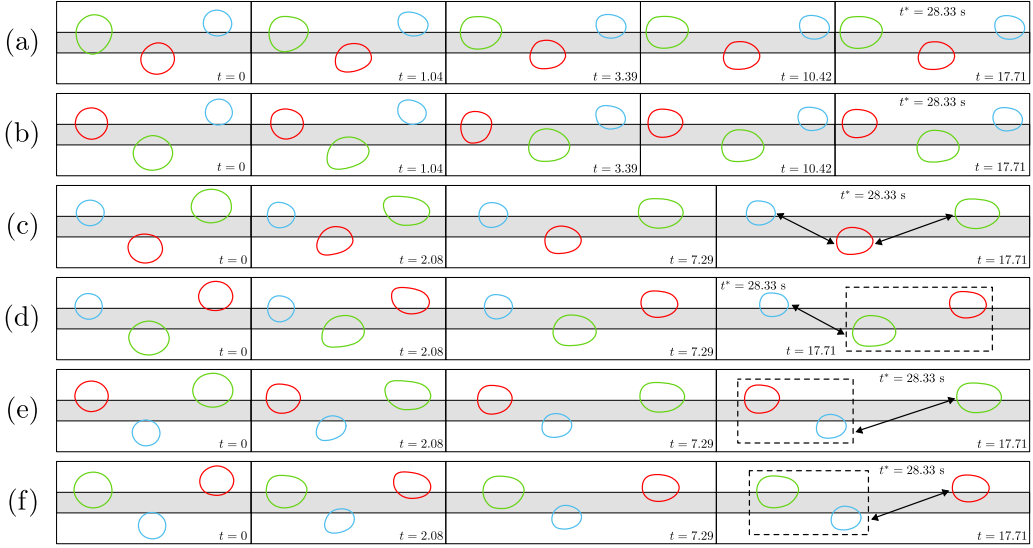 (a) t = 0 t = 1.04 t = 3.39 t = 10.42 t* = 28.33 s t = 17.71
(b) t = 0 t = 1.04 t = 3.39 t = 10.42 t* = 28.33 s t = 17.71
(c) t = 0 t = 2.08 t = 7.29 t* = 28.33 s t = 17.71
(d) t = 0 t = 2.08 t = 7.29 t* = 28.33 s t = 17.71
(e) t = 0 t = 2.08 t = 7.29 t* = 28.33 s t = 17.71
(f) t = 0 t = 2.08 t = 7.29 t* = 28.33 s t = 17.71